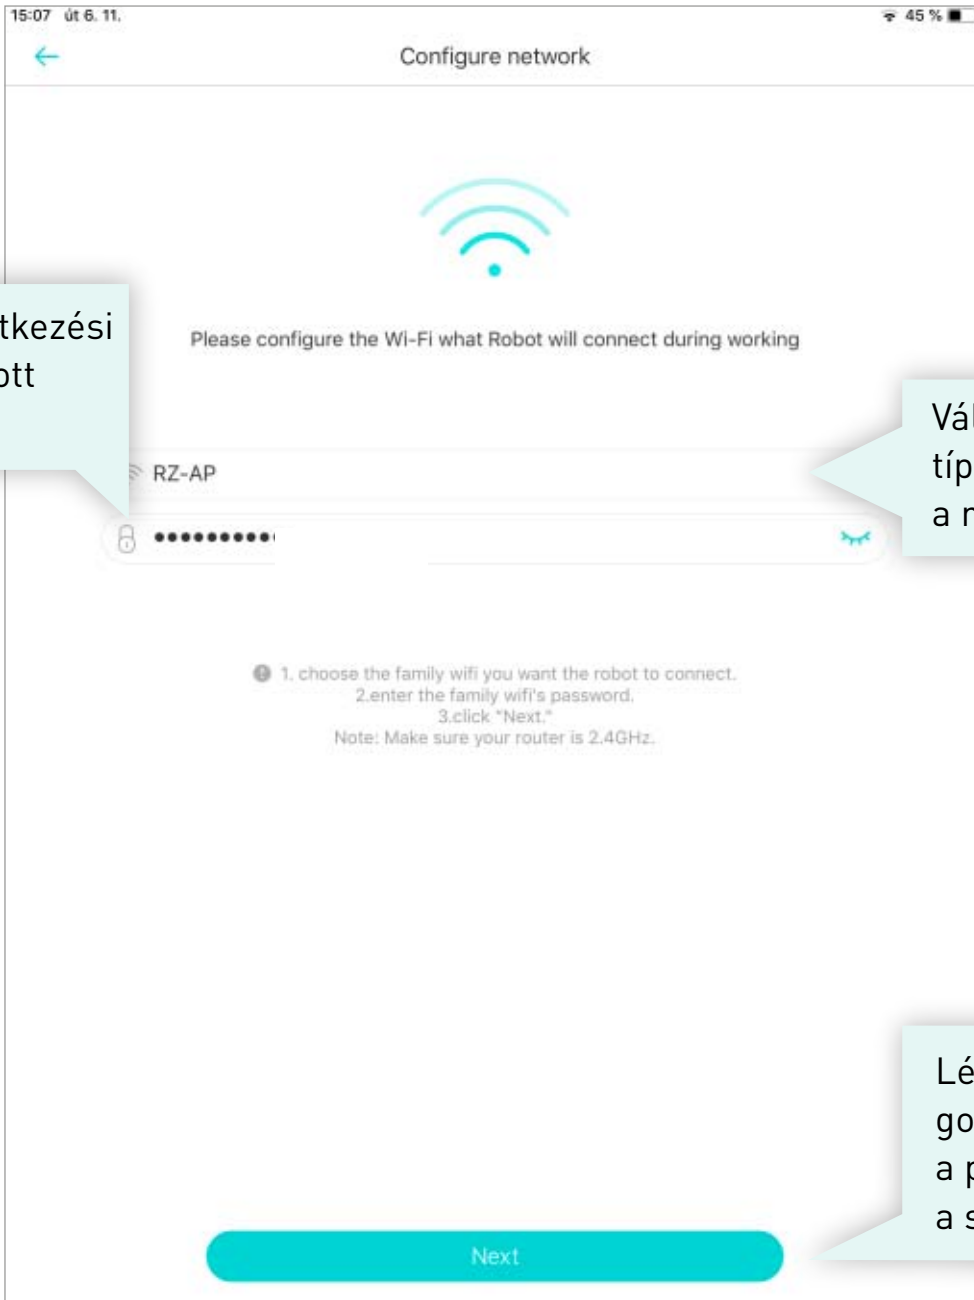 15:07 út 6. 11.
45 %
Configure network
Please configure the Wi-Fi what Robot will connect during working
RZ-AP
••••••••••
1. choose the family wifi you want the robot to connect.
2.enter the family wifi's password.
3.click "Next."
Note: Make sure your router is 2.4GHz.
Next
tkezési
ott
Vál
típ
a
Lé
go
a
a s